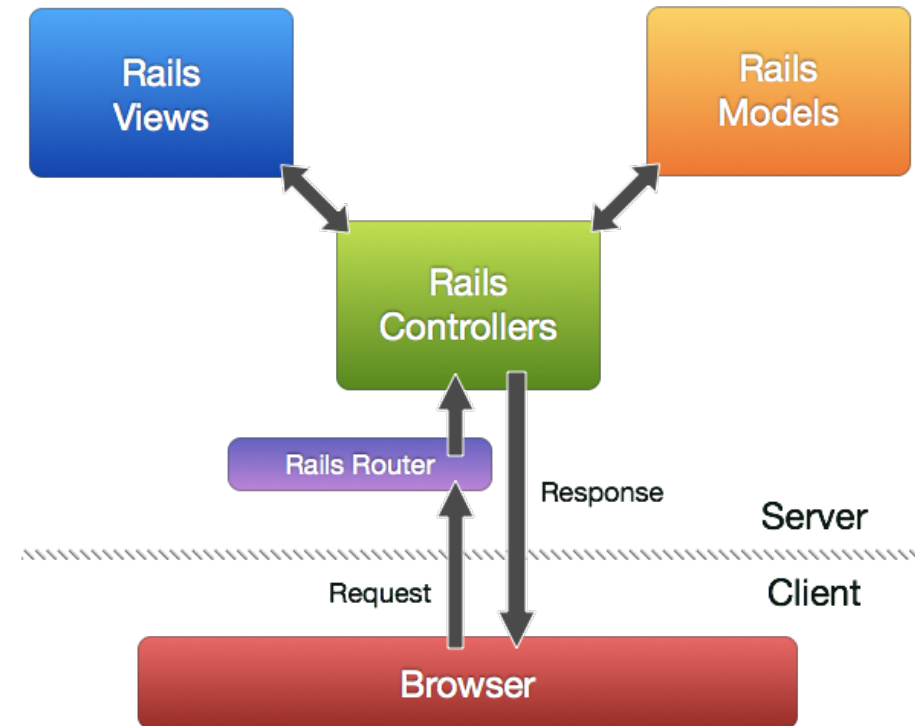 Rails
Views
Rails
Models
Rails
Controllers
Rails Router
Response
Server
Request
Client
Browser